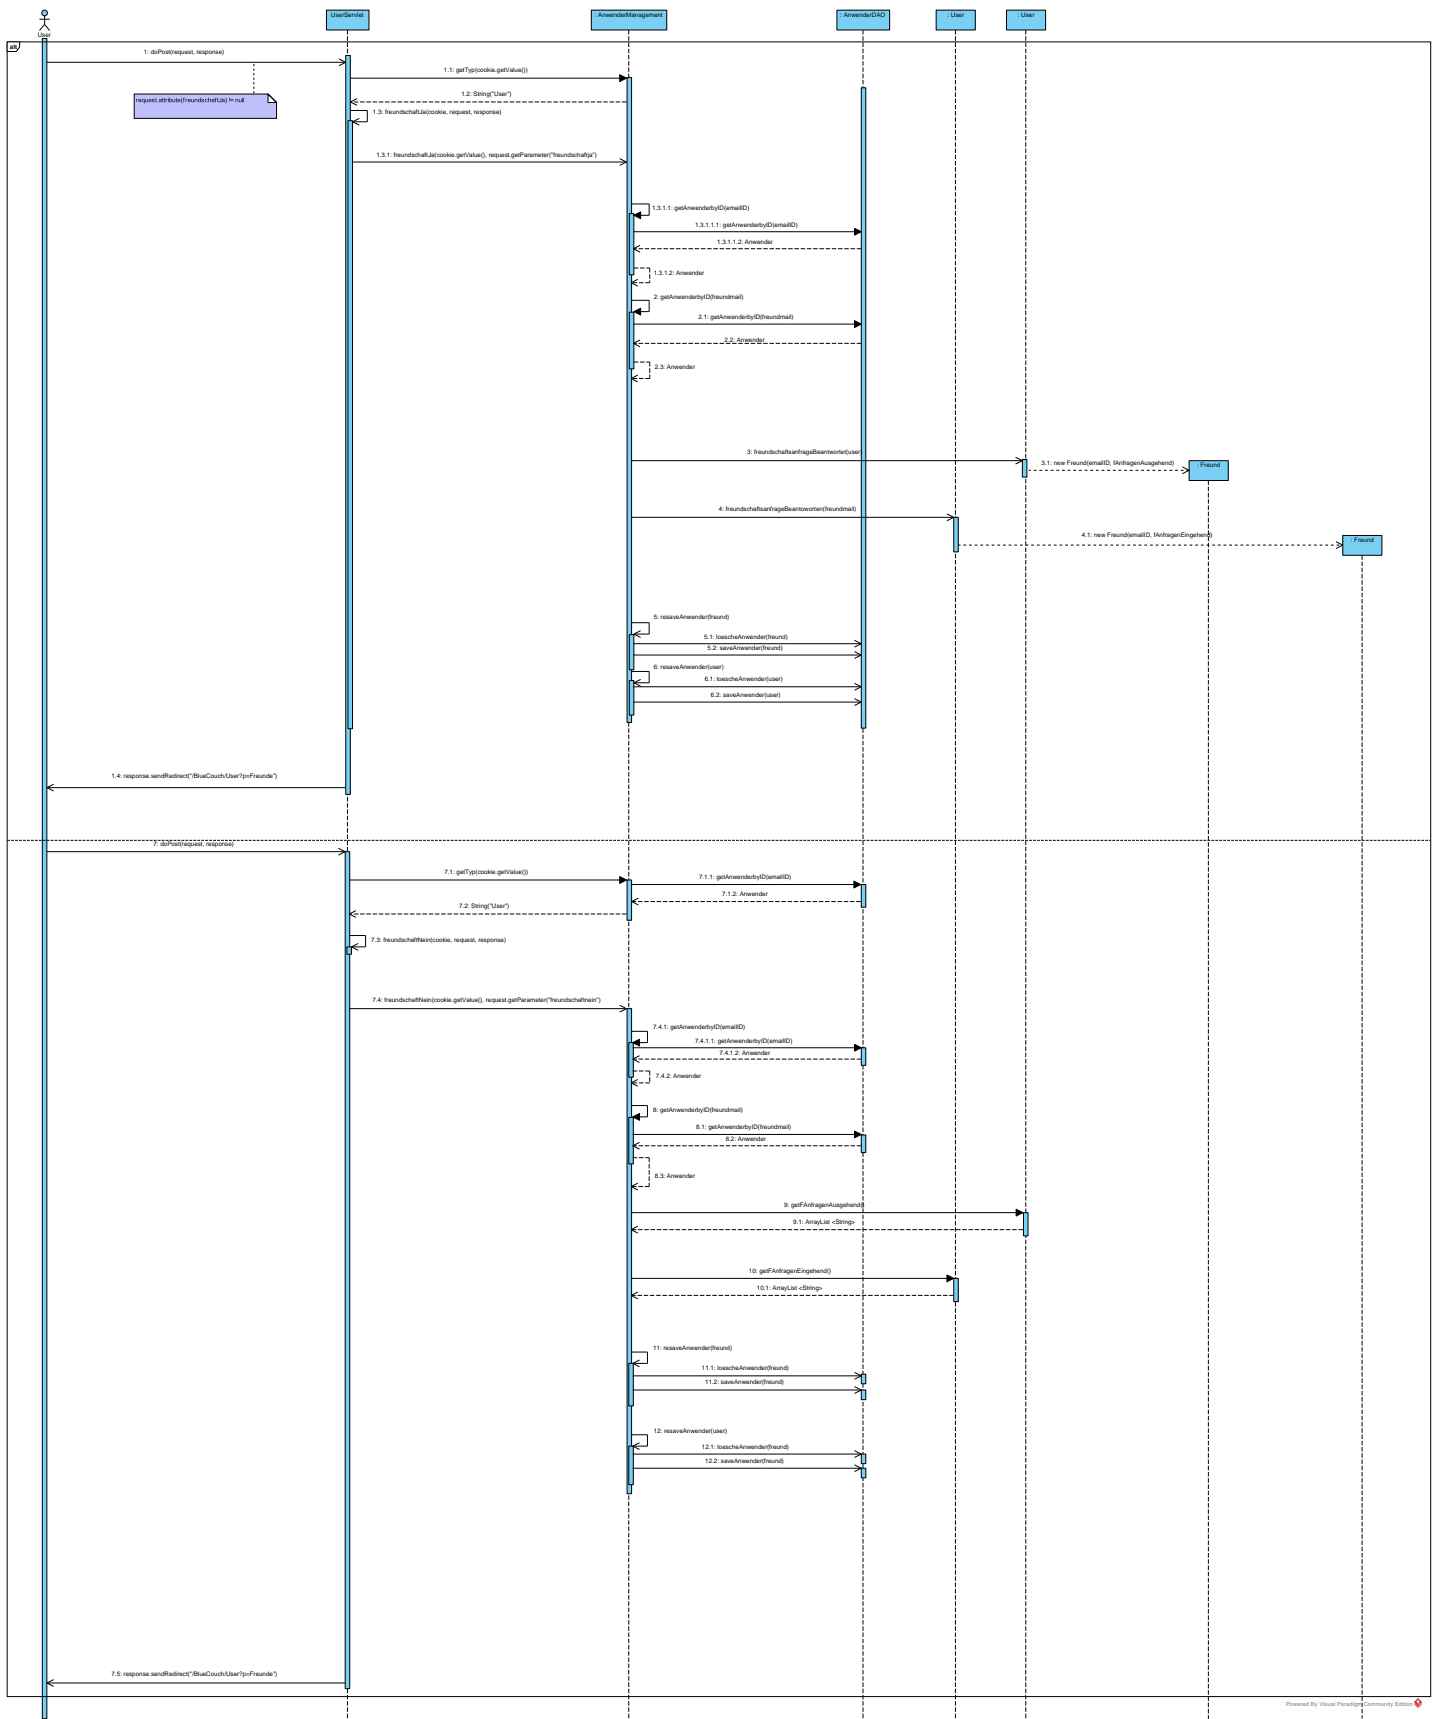 UserServlet
: AnwenderManagement
: AnwenderDAO
: User
: User
User
alt
1: doPost(request, response)
1.1: getTyp(cookie.getValue())
request.attribute(freundschaftJa) != null
1.2: String("User")
1.3: freundschaftJa(cookie, request, response)
1.3.1: freundschaftJa(cookie.getValue(), request.getParameter("freundschaftja")
1.3.1.1: getAnwenderbyID(emailID)
1.3.1.1.1: getAnwenderbyID(emailID)
1.3.1.1.2: Anwender
1.3.1.2: Anwender
2: getAnwenderbyID(freundmail)
2.1: getAnwenderbyID(freundmail)
2.2: Anwender
2.3: Anwender
3: freundschaftsanfrageBeantwortet(user)
3.1: new Freund(emailID, fAnfragenAusgehend)
: Freund
4: freundschaftsanfrageBeantoworten(freundmail)
4.1: new Freund(emailID, fAnfragenEingehend)
: Freund
5: resaveAnwender(freund)
5.1: loescheAnwender(freund)
5.2: saveAnwender(freund)
6: resaveAnwender(user)
6.1: loescheAnwender(user)
6.2: saveAnwender(user)
1.4: response.sendRedirect("/BlueCouch/User?p=Freunde")
7: doPost(request, response)
7.1: getTyp(cookie.getValue())
7.1.1: getAnwenderbyID(emailID)
7.1.2: Anwender
7.2: String("User")
7.3: freundschaftNein(cookie, request, response)
7.4: freundschaftNein(cookie.getValue(), request.getParameter("freundschaftnein")
7.4.1: getAnwenderbyID(emailID)
7.4.1.1: getAnwenderbyID(emailID)
7.4.1.2: Anwender
7.4.2: Anwender
8: getAnwenderbyID(freundmail)
8.1: getAnwenderbyID(freundmail)
8.2: Anwender
8.3: Anwender
9: getFAnfragenAusgehend()
9.1: ArrayList <String>
10: getFAnfragenEingehend()
10.1: ArrayList <String>
11: resaveAnwender(freund)
11.1: loescheAnwender(freund)
11.2: saveAnwender(freund)
12: resaveAnwender(user)
12.1: loescheAnwender(freund)
12.2: saveAnwender(freund)
7.5: response.sendRedirect("/BlueCouch/User?p=Freunde")
Powered By Visual Paradigm Community Edition